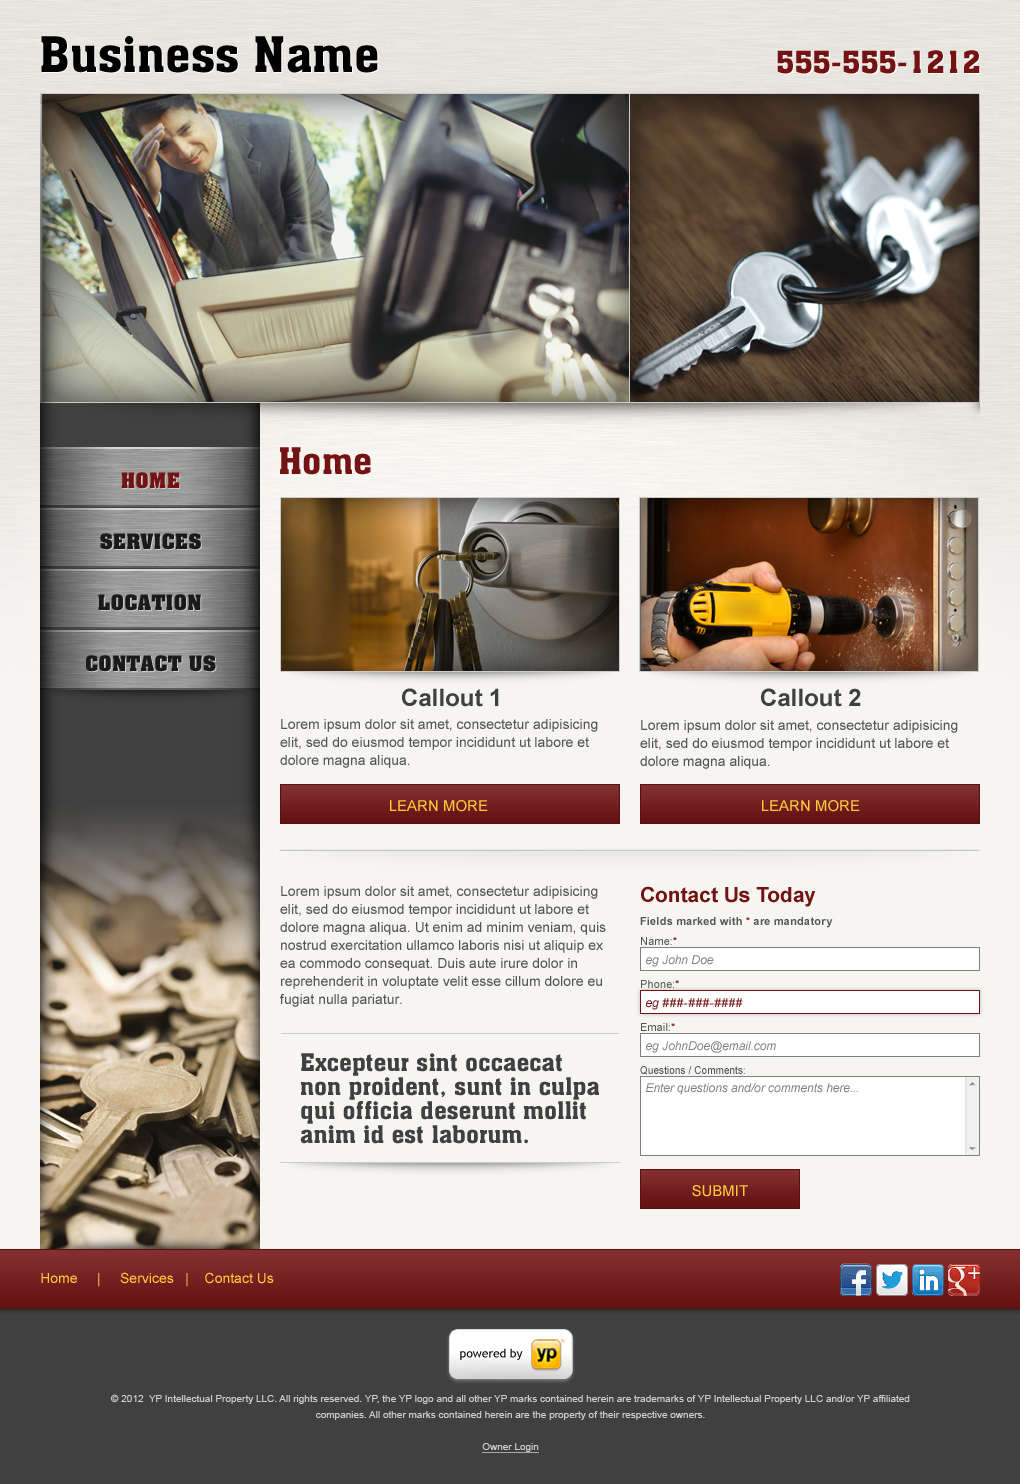 Business Name
555-555-1212
HOME
SERVICES
LOCATION
CONTACT US
Home
Callout 1
Lorem ipsum dolor sit amet, consectetur adipisicing
elit, sed do eiusmod tempor incididunt ut labore et
dolore magna aliqua.
LEARN MORE
Callout 2
Lorem ipsum dolor sit amet, consectetur adipisicing
elit, sed do eiusmod tempor incididunt ut labore et
dolore magna aliqua.
LEARN MORE
Lorem ipsum dolor sit amet, consectetur adipisicing
elit, sed do eiusmod tempor incididunt ut labore et
dolore magna aliqua. Ut enim ad minim veniam, quis
nostrud exercitation ullamco laboris nisi ut aliquip ex
ea commodo consequat. Duis aute irure dolor in
reprehenderit in voluptate velit esse cillum dolore eu
fugiat nulla pariatur.
Excepteur sint occaecat
non proident, sunt in culpa
qui officia deserunt mollit
anim id est laborum.
Contact Us Today
Fields marked with * are mandatory
Name:*
eg John Doe
Phone:*
eg ###-###-####
Email:*
eg JohnDoe@email.com
Questions / Comments:
Enter questions and/or comments here...
SUBMIT
Home | Services | Contact Us
f in g+
powered by yp
© 2012 YP Intellectual Property LLC. All rights reserved. YP, the YP logo and all other YP marks contained herein are trademarks of YP Intellectual Property LLC and/or YP affiliated
companies. All other marks contained herein are the property of their respective owners.
Owner Login